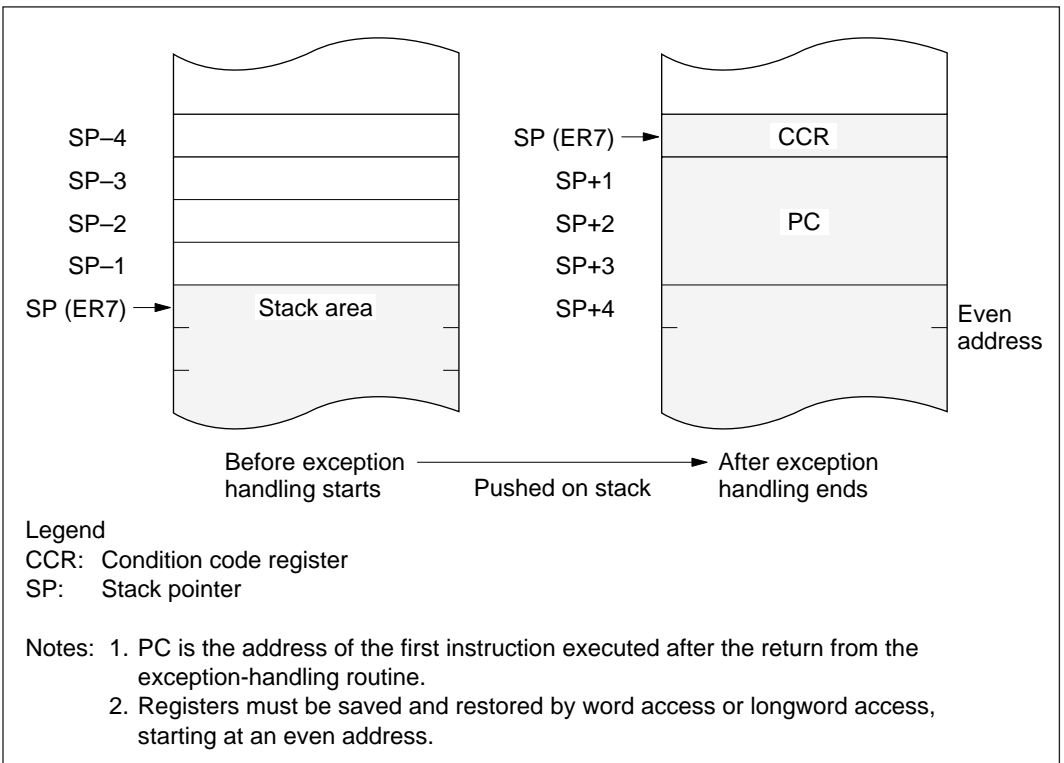 SP–4
SP–3
SP–2
SP–1
SP (ER7)
Stack area
SP (ER7)
CCR
SP+1
SP+2
PC
SP+3
SP+4
Even
address
Before exception
handling starts
Pushed on stack
After exception
handling ends
Legend
CCR: Condition code register
SP: Stack pointer
Notes: 1. PC is the address of the first instruction executed after the return from the
exception-handling routine.
2. Registers must be saved and restored by word access or longword access,
starting at an even address.